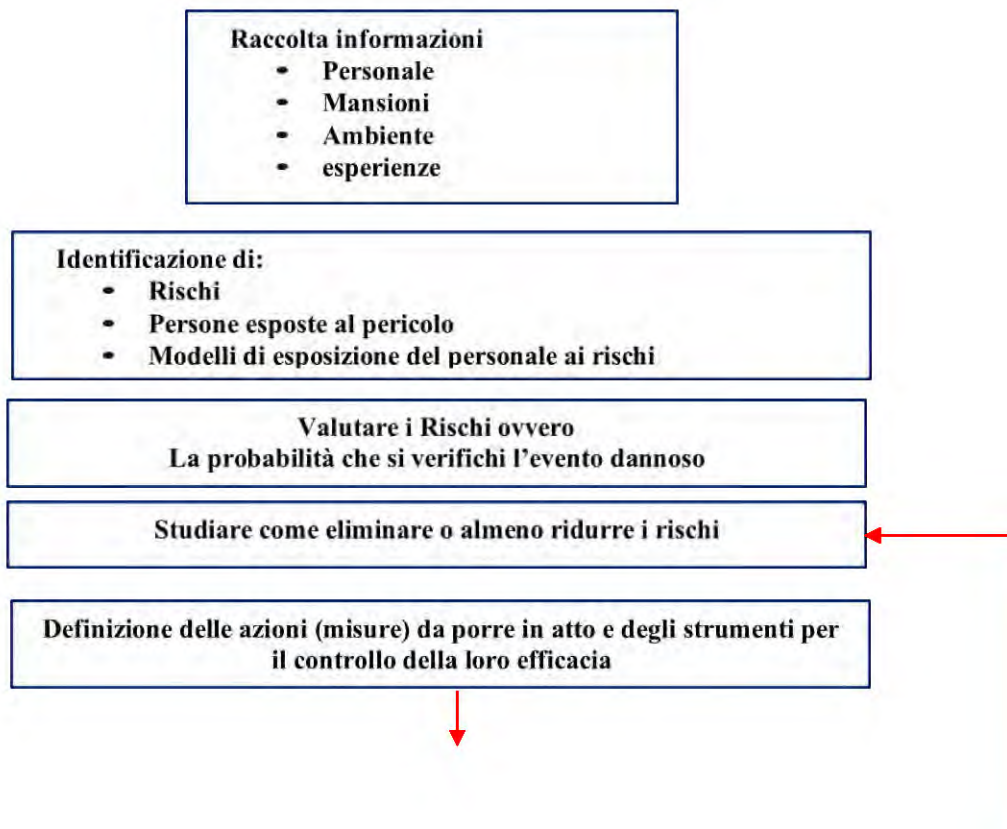 Raccolta informazioni
• Personale
• Mansioni
• Ambiente
• esperienze
Identificazione di:
• Rischi
• Persone esposte al pericolo
• Modelli di esposizione del personale ai rischi
Valutare i Rischi ovvero
La probabilità che si verifichi l'evento dannoso
Studiare come eliminare o almeno ridurre i rischi
Definizione delle azioni (misure) da porre in atto e degli strumenti per
il controllo della loro efficacia